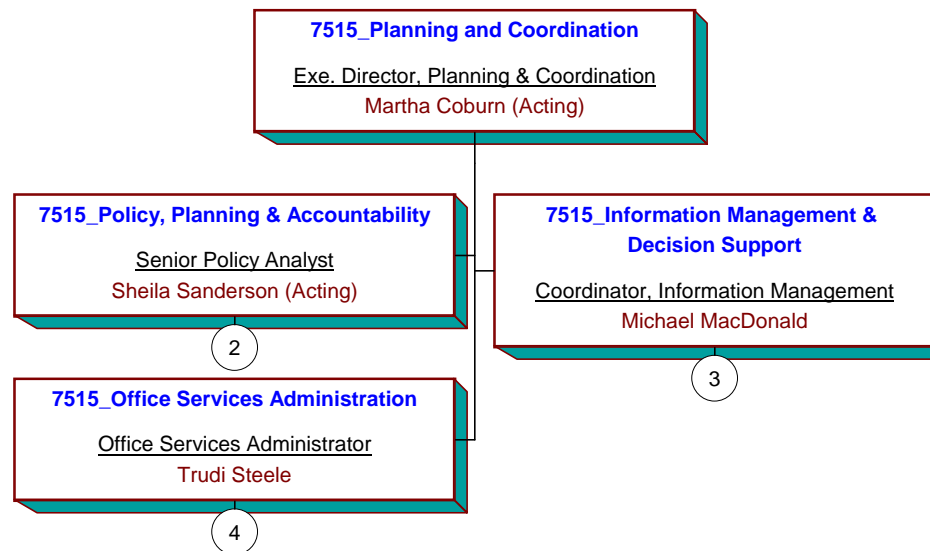 7515_Planning and Coordination
Exe. Director, Planning & Coordination
Martha Coburn (Acting)
7515_Policy, Planning & Accountability
Senior Policy Analyst
Sheila Sanderson (Acting)
2
7515_Information Management &
Decision Support
Coordinator, Information Management
Michael MacDonald
3
7515_Office Services Administration
Office Services Administrator
Trudi Steele
4